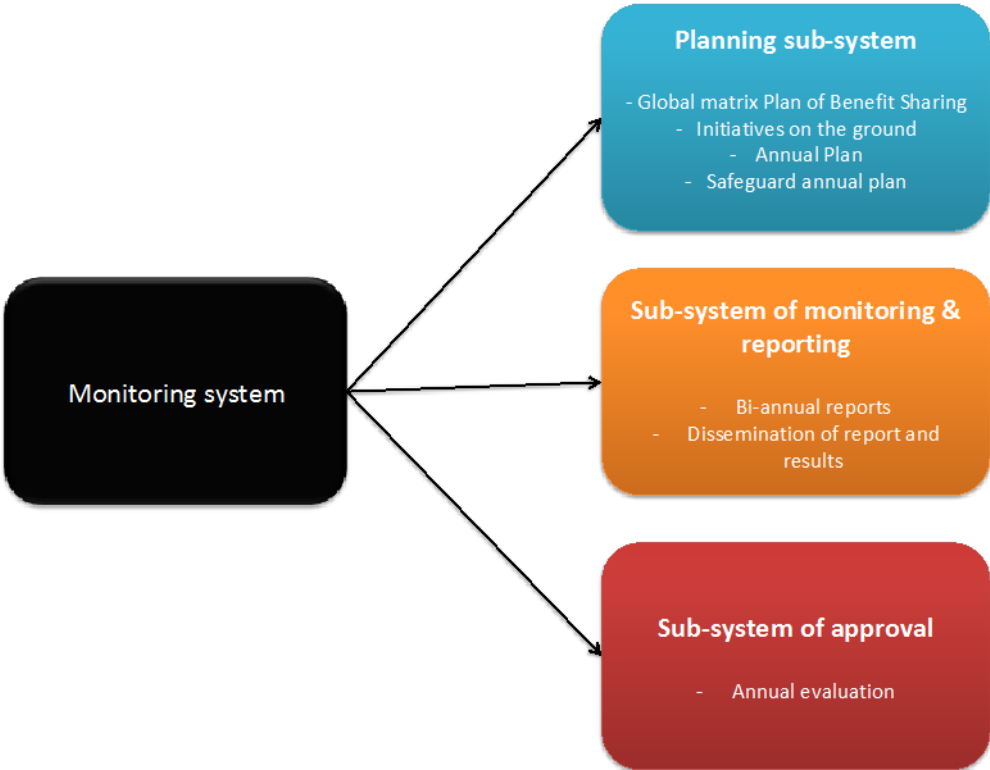 Planning sub-system
- Global matrix Plan of Benefit Sharing
- Initiatives on the ground
- Annual Plan
- Safeguard annual plan
Monitoring system
Sub-system of monitoring &
reporting
- Bi-annual reports
- Dissemination of report and
results
Sub-system of approval
- Annual evaluation